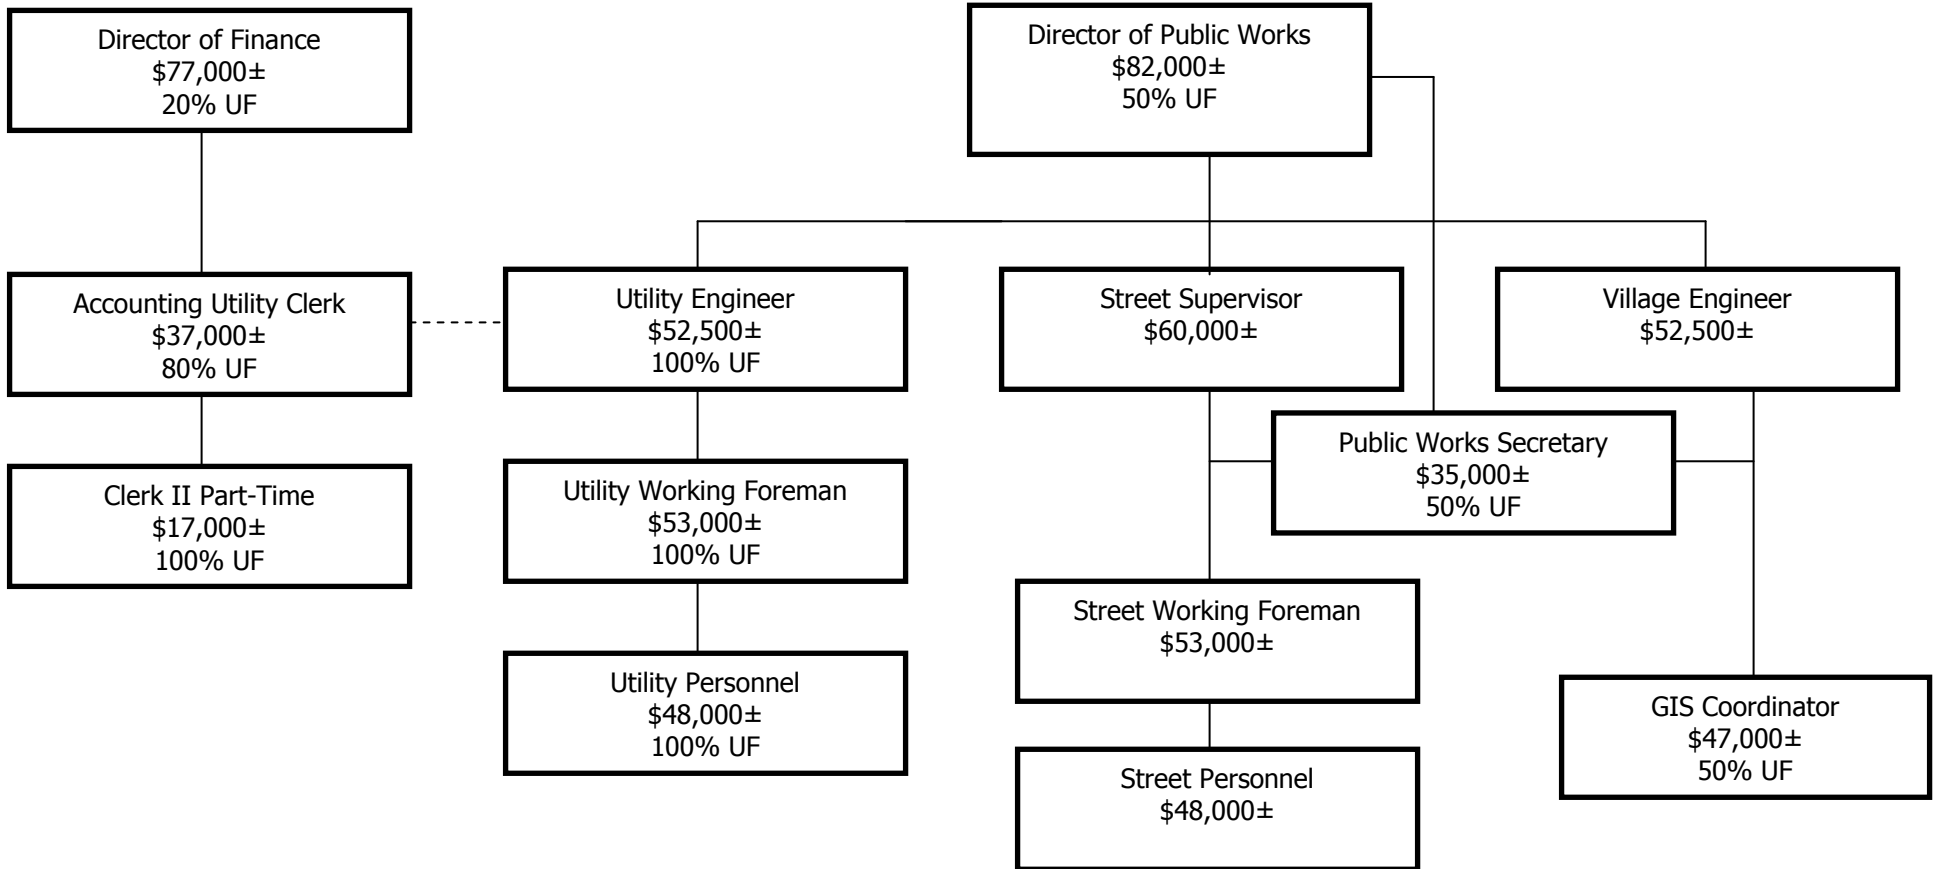 Director of Finance
$77,000±
20% UF
Director of Public Works
$82,000±
50% UF
Accounting Utility Clerk
$37,000±
80% UF
Utility Engineer
$52,500±
100% UF
Street Supervisor
$60,000±
Village Engineer
$52,500±
Public Works Secretary
$35,000±
50% UF
Clerk II Part-Time
$17,000±
100% UF
Utility Working Foreman
$53,000±
100% UF
Street Working Foreman
$53,000±
Utility Personnel
$48,000±
100% UF
GIS Coordinator
$47,000±
50% UF
Street Personnel
$48,000±